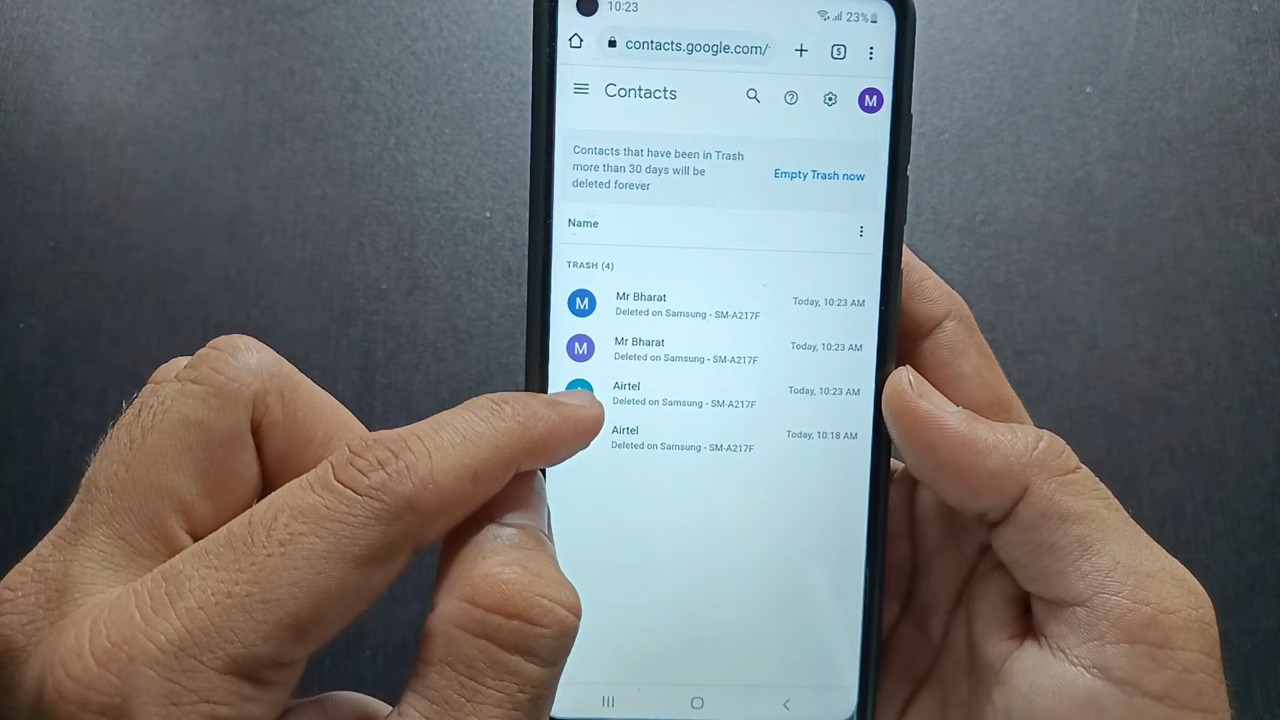 10:23
23%
contacts.google.com/
5
Contacts
M
Contacts that have been in Trash
more than 30 days will be
deleted forever
Empty Trash now
Name
TRASH (4)
M
Mr Bharat
Today, 10:23 AM
Deleted on Samsung - SM-A217F
M
Mr Bharat
Today, 10:23 AM
Deleted on Samsung - SM-A217F
Airtel
Today, 10:23 AM
Deleted on Samsung - SM-A217F
Airtel
Today, 10:18 AM
Deleted on Samsung - SM-A217F